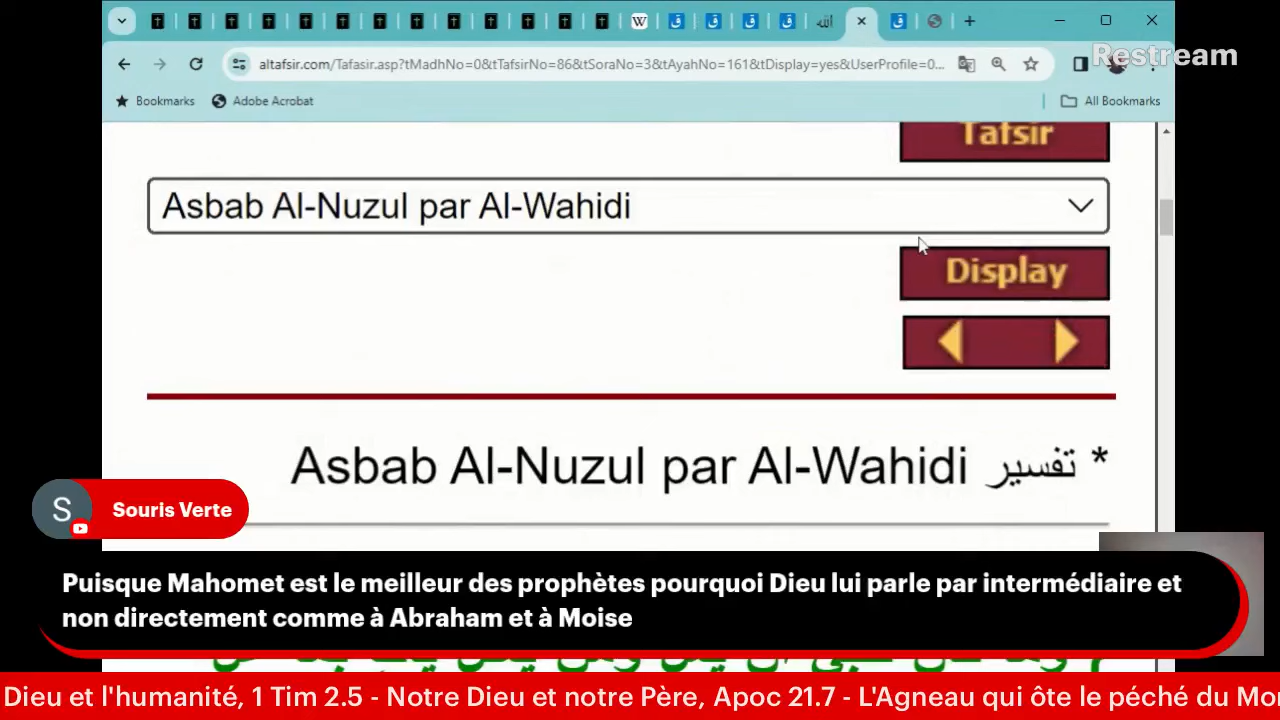 W
الله
Restream
altafsir.com/Tafasir.asp?tMadhNo=0&tTafsirNo=86&tSoraNo=3&tAyahNo=161&tDisplay=yes&UserProfile=0...
Bookmarks
Adobe Acrobat
All Bookmarks
Tafsir
Asbab Al-Nuzul par Al-Wahidi
Display
* تفسير Asbab Al-Nuzul par Al-Wahidi
S
Souris Verte
Puisque Mahomet est le meilleur des prophètes pourquoi Dieu lui parle par intermédiaire et
non directement comme à Abraham et à Moise
Dieu et l'humanité, 1 Tim 2.5 - Notre Dieu et notre Père, Apoc 21.7 - L'Agneau qui ôte le péché du Mo